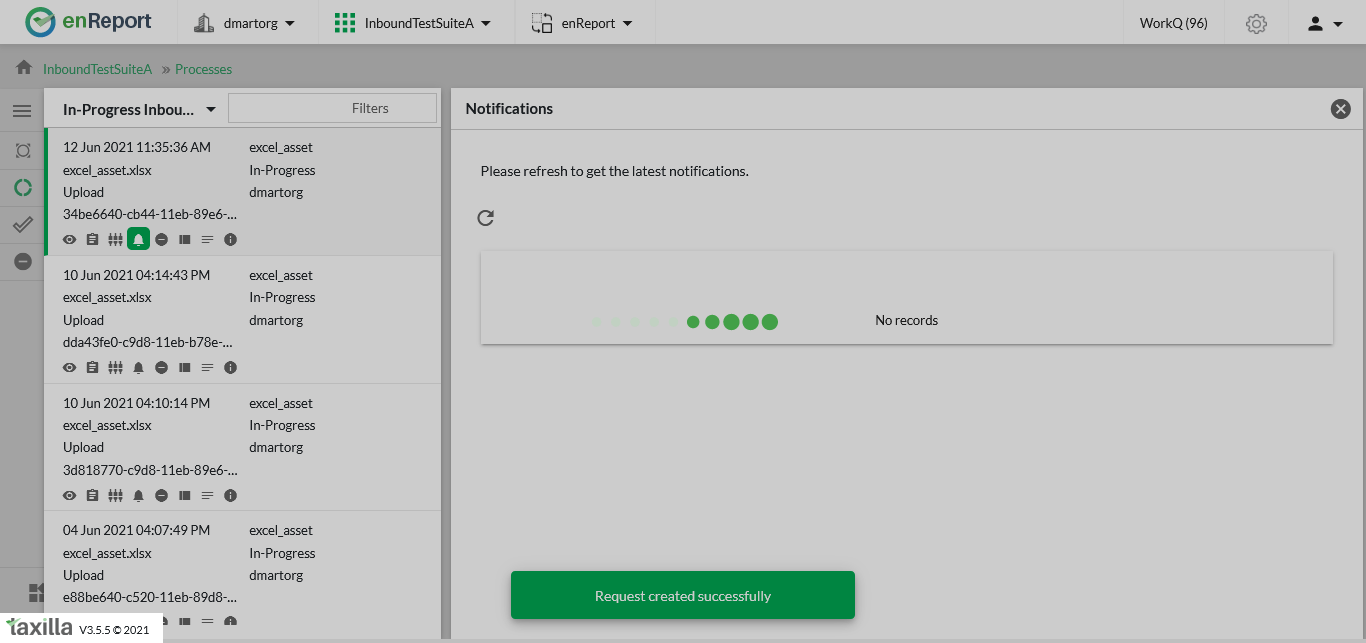 enReport
dmartorg
InboundTestSuiteA
enReport
WorkQ (96)
InboundTestSuiteA » Processes
In-Progress Inbou...
Filters
12 Jun 2021 11:35:36 AM
excel_asset
excel_asset.xlsx
In-Progress
Upload
dmartorg
34be6640-cb44-11eb-89e6-...
10 Jun 2021 04:14:43 PM
excel_asset
excel_asset.xlsx
In-Progress
Upload
dmartorg
dda43fe0-c9d8-11eb-b78e-...
10 Jun 2021 04:10:14 PM
excel_asset
excel_asset.xlsx
In-Progress
Upload
dmartorg
3d818770-c9d8-11eb-89e6-...
04 Jun 2021 04:07:49 PM
excel_asset
excel_asset.xlsx
In-Progress
Upload
dmartorg
e88be640-c520-11eb-89d8-...
Notifications
Please refresh to get the latest notifications.
No records
Request created successfully
taxilla V3.5.5 © 2021